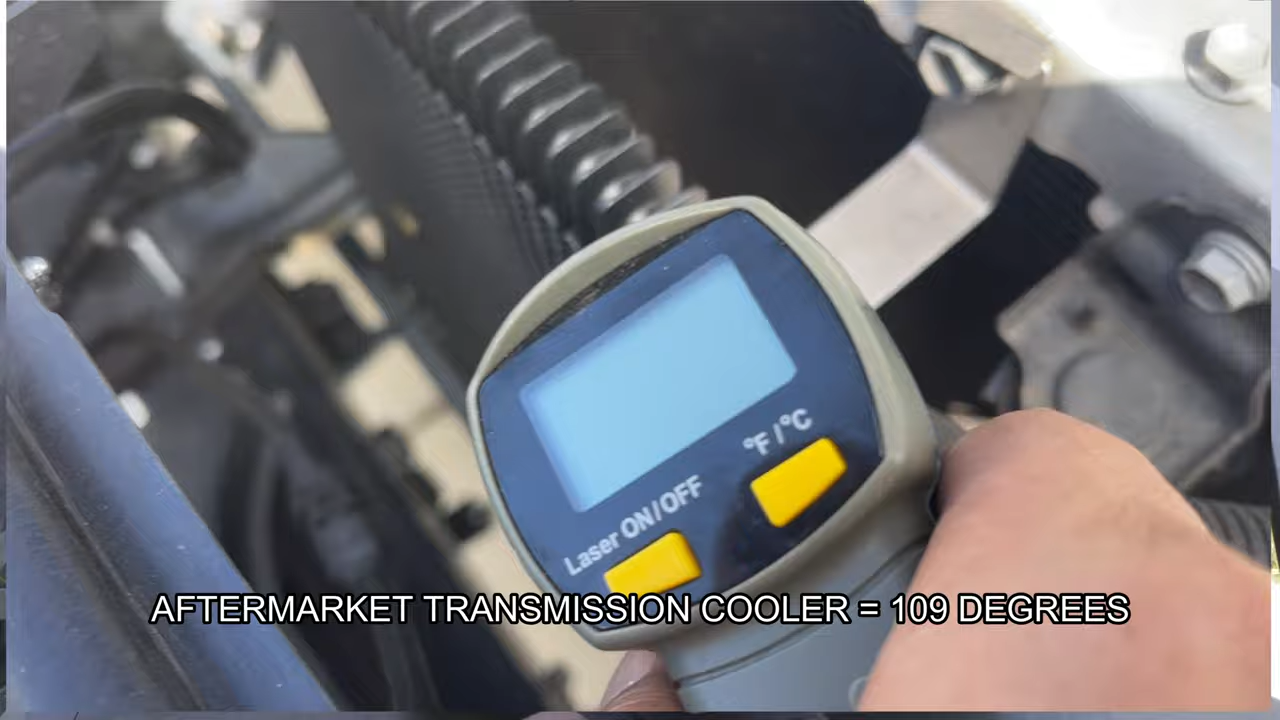 °F/°C
Laser ON/OFF
AFTERMARKET TRANSMISSION COOLER = 109 DEGREES